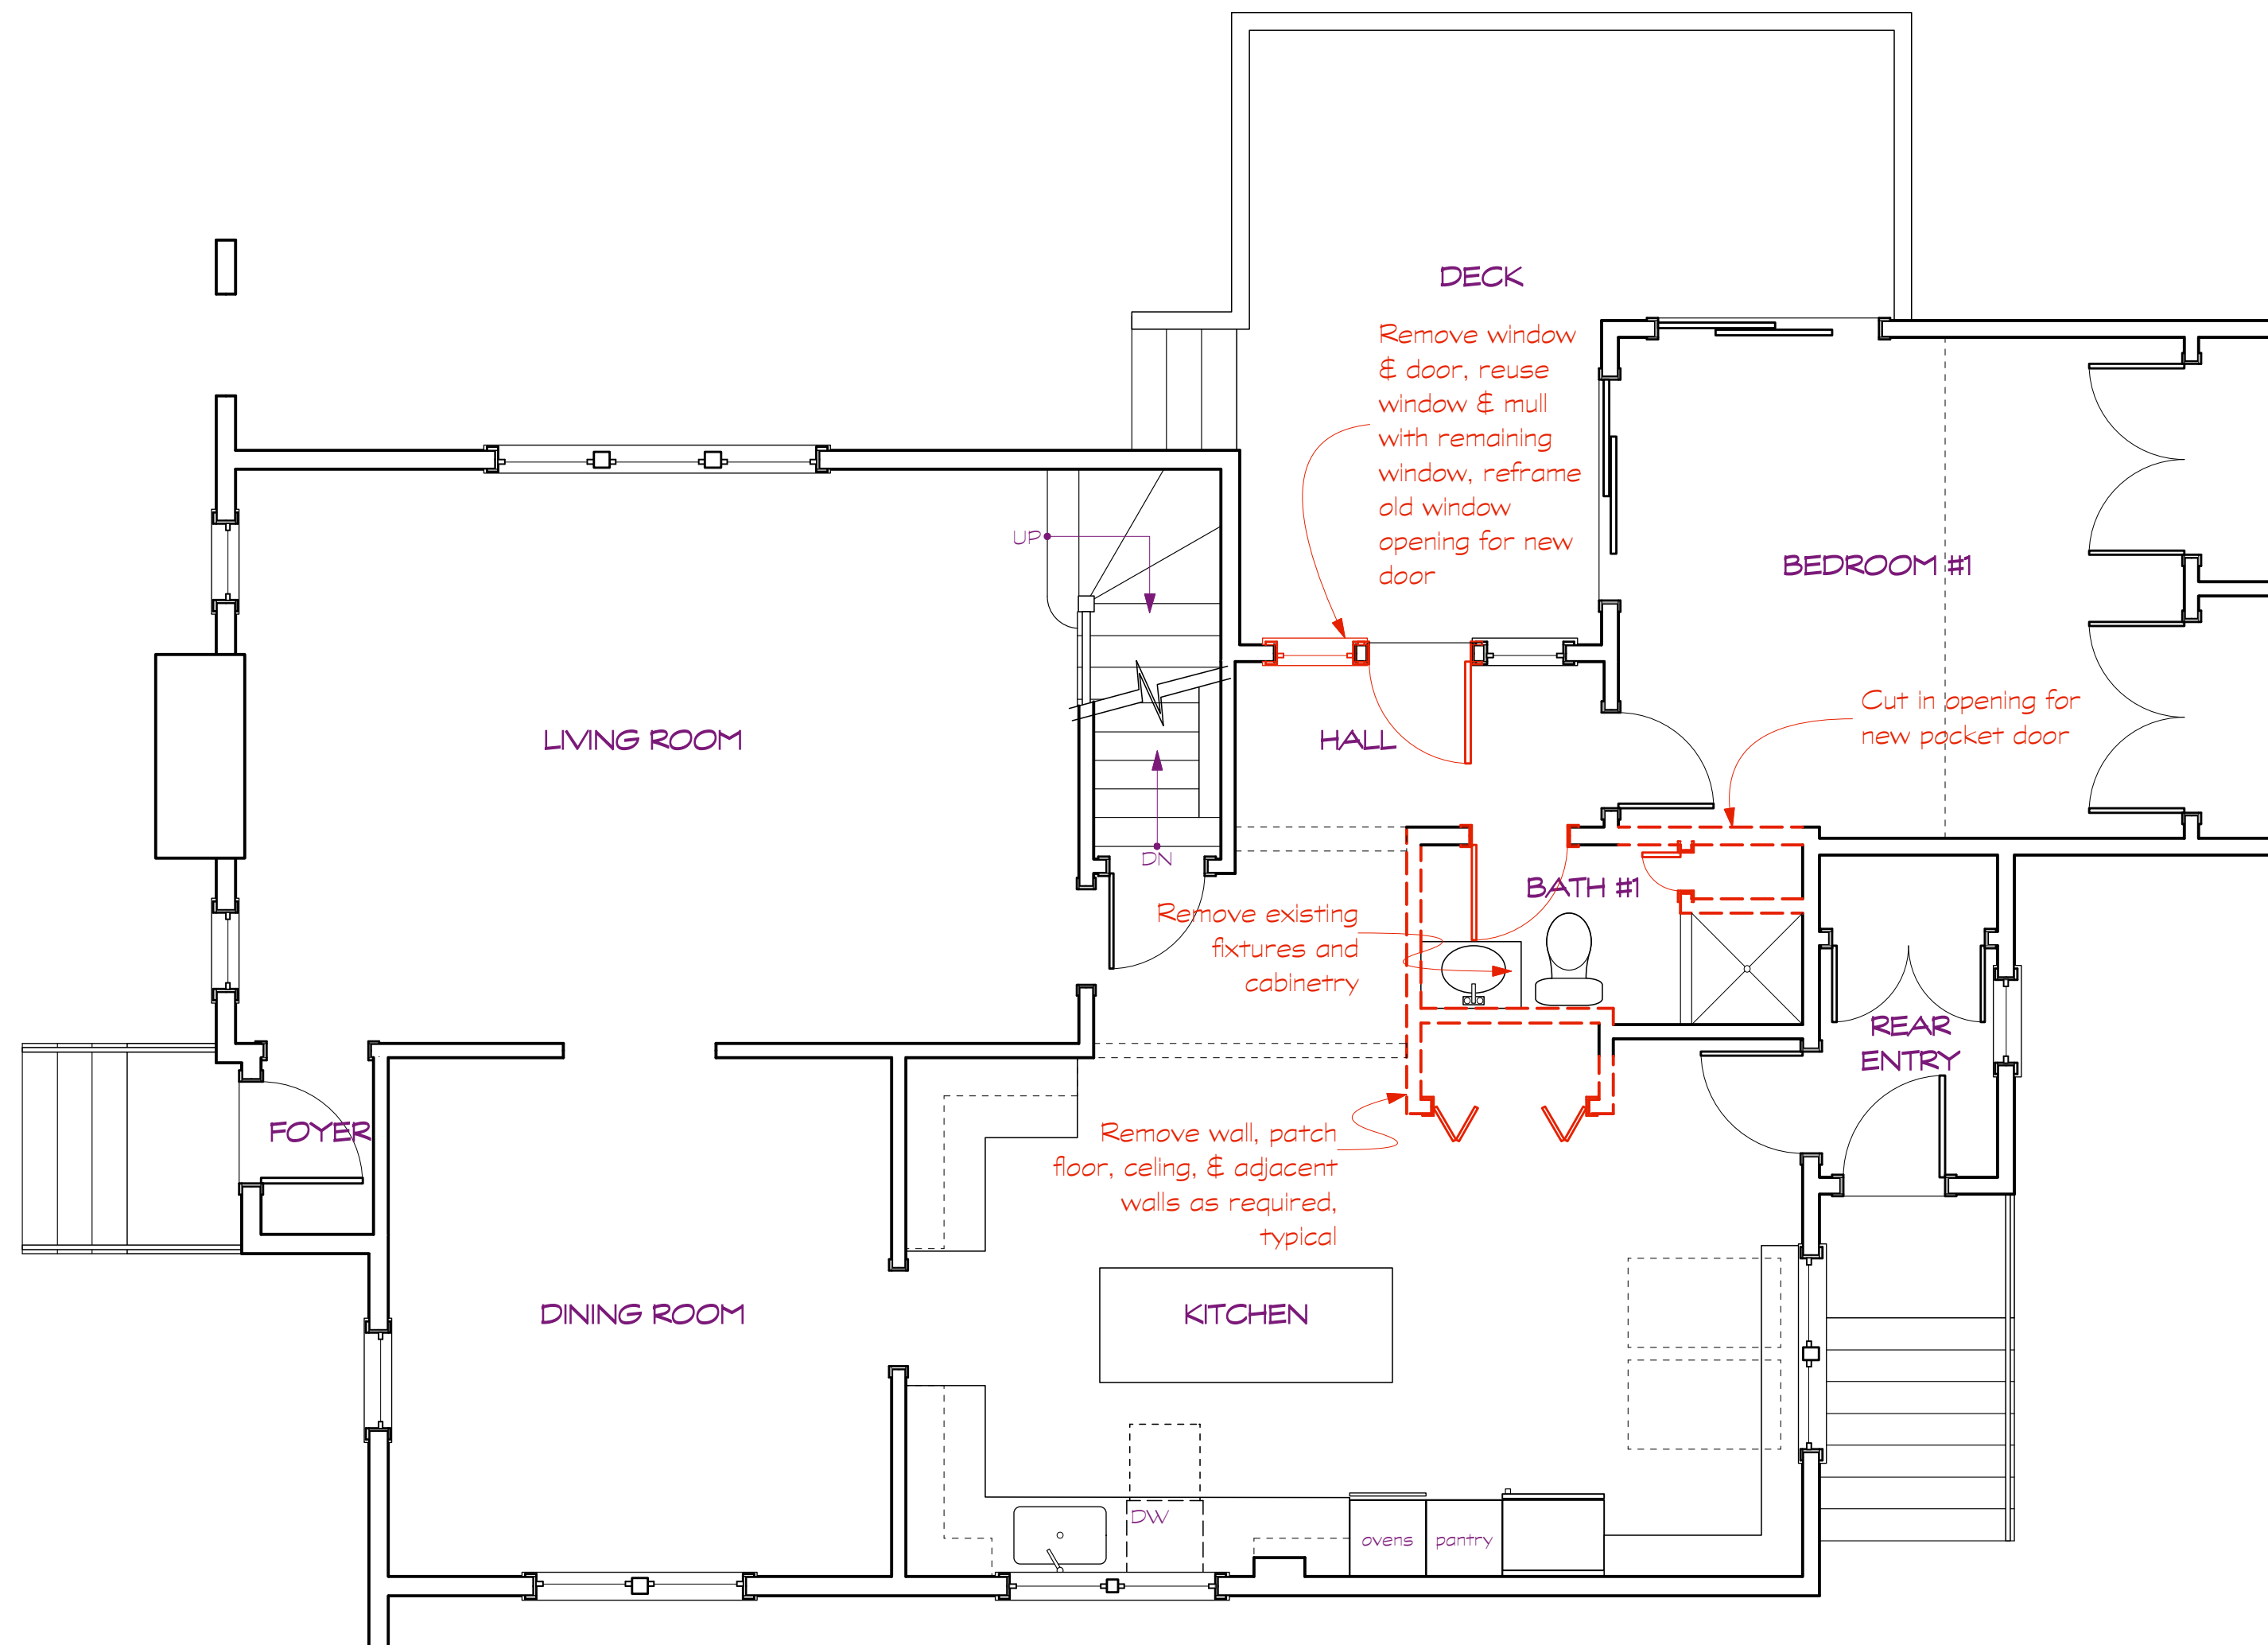 DECK
Remove window
& door, reuse
window & mull
with remaining
window, reframe
old window
opening for new
door
UP
BEDROOM #1
Cut in opening for
new pocket door
LIVING ROOM
HALL
DN
BATH #1
Remove existing
fixtures and
cabinetry
REAR
ENTRY
FOYER
Remove wall, patch
floor, celing, & adjacent
walls as required,
typical
DINING ROOM
KITCHEN
DW
ovens
pantry